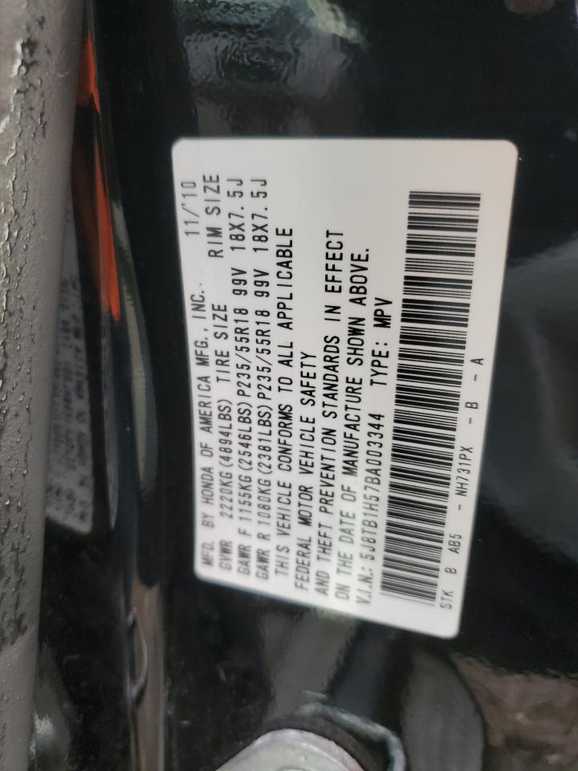 MFG. BY HONDA OF AMERICA MFG., INC. 11/'10
GVWR 2220KG(4894LBS) TIRE SIZE RIM SIZE
GAWR F 1155KG(2546LBS)P235/55R18 99V 18X7.5J
GAWR R 1080KG(2381LBS)P235/55R18 99V 18X7.5J
THIS VEHICLE CONFORMS TO ALL APPLICABLE
FEDERAL MOTOR VEHICLE SAFETY
AND THEFT PREVENTION STANDARDS IN EFFECT
ON THE DATE OF MANUFACTURE SHOWN ABOVE.
V.I.N.: 5J8TB1H57BA003344 TYPE: MPV
STK B AB5 - NH731PX - B - A